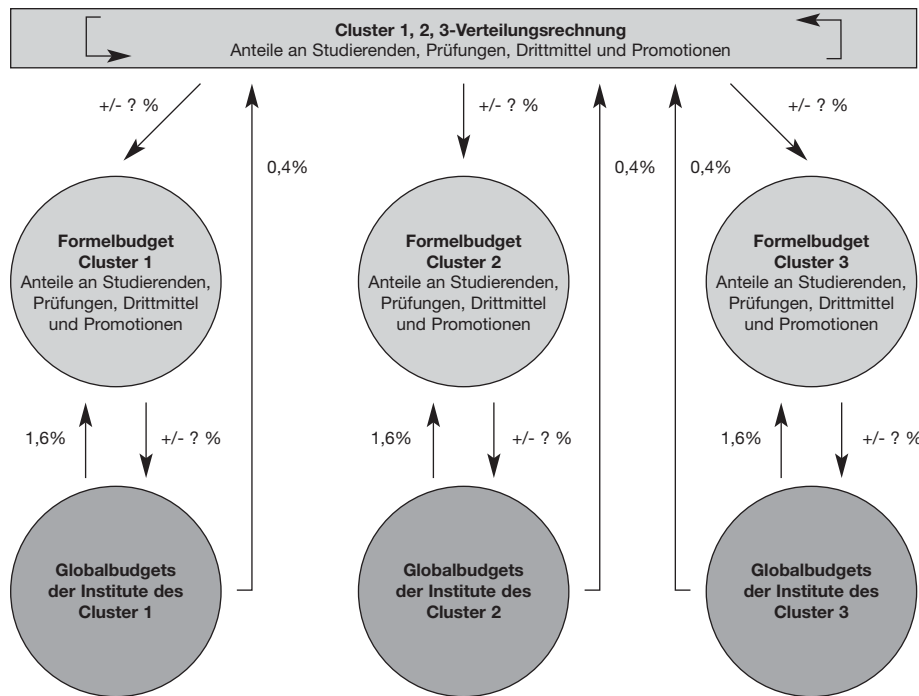 Cluster 1, 2, 3-Verteilungsrechnung
Anteile an Studierenden, Prüfungen, Drittmittel und Promotionen
+/- ? %
+/- ? %
+/- ? %
0,4%
0,4%
0,4%
Formelbudget
Cluster 1
Anteile an Studierenden,
Prüfungen, Drittmittel
und Promotionen
Formelbudget
Cluster 2
Anteile an Studierenden,
Prüfungen, Drittmittel
und Promotionen
Formelbudget
Cluster 3
Anteile an Studierenden,
Prüfungen, Drittmittel
und Promotionen
1,6%
+/- ? %
1,6%
+/- ? %
1,6%
+/- ? %
Globalbudgets
der Institute des
Cluster 1
Globalbudgets
der Institute des
Cluster 2
Globalbudgets
der Institute des
Cluster 3